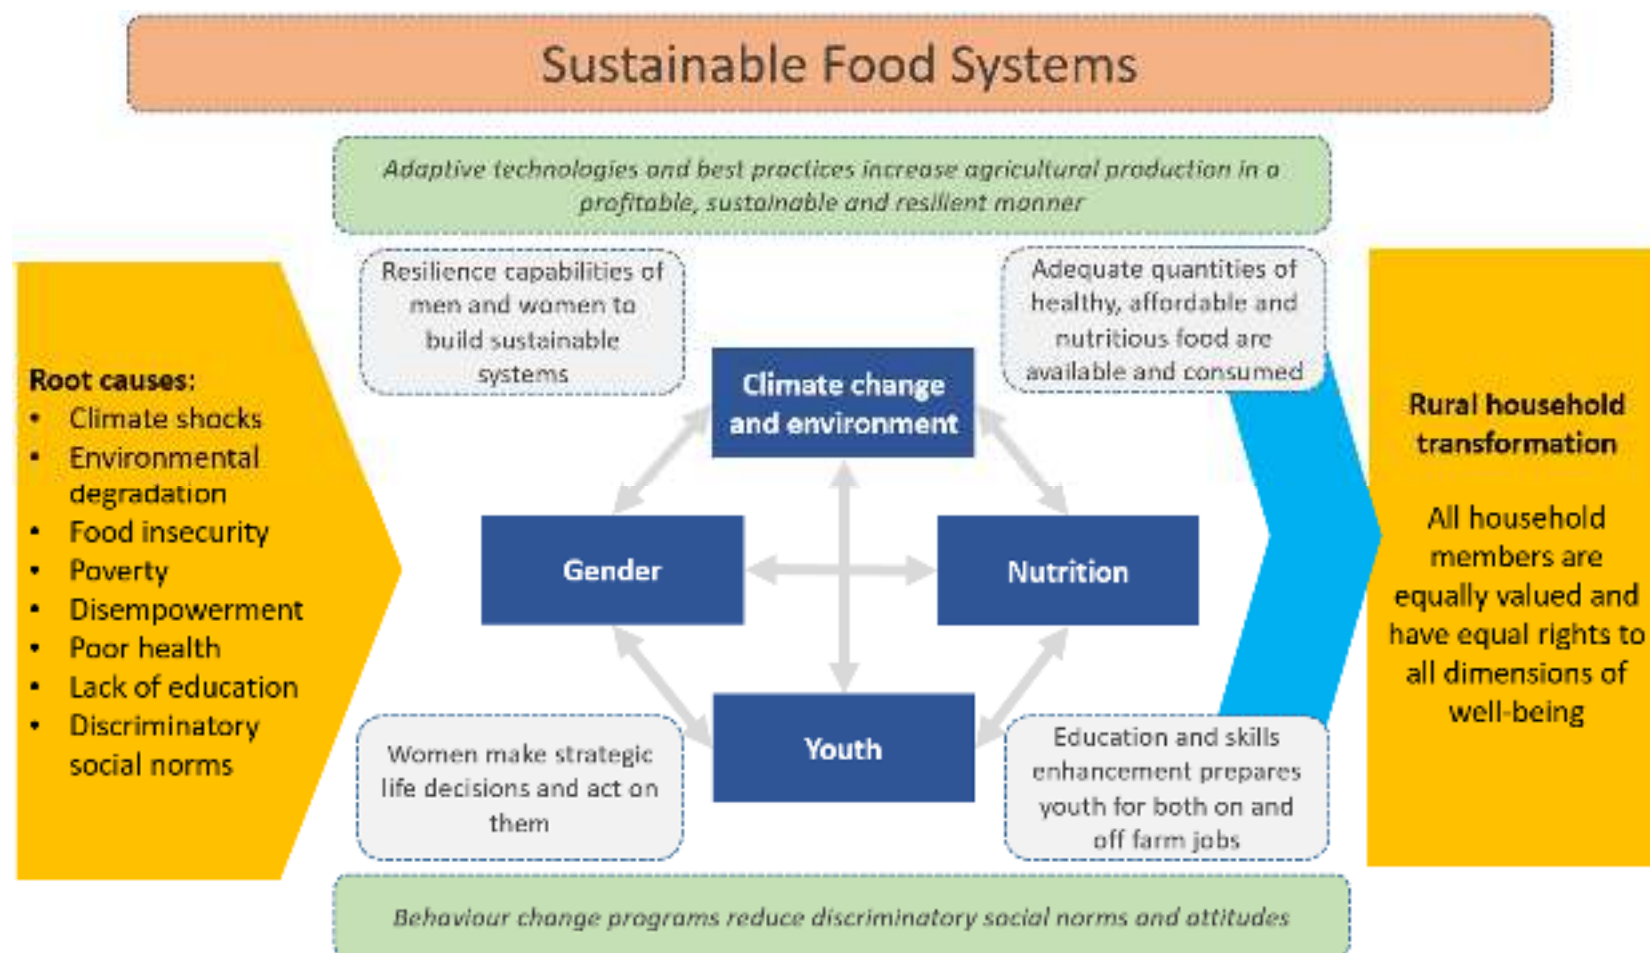 Sustainable Food Systems
Adaptive technologies and best practices increase agricultural production in a
profitable, sustainable and resilient manner
Resilience capabilities of
men and women to
build sustainable
systems
Adequate quantities of
healthy, affordable and
nutritious food are
available and consumed
Root causes:
• Climate shocks
• Environmental
degradation
• Food insecurity
• Poverty
• Disempowerment
• Poor health
• Lack of education
• Discriminatory
social norms
Climate change
and environment
Gender
Nutrition
Youth
Women make strategic
life decisions and act on
them
Education and skills
enhancement prepares
youth for both on and
off farm jobs
Rural household
transformation
All household
members are
equally valued and
have equal rights to
all dimensions of
well-being
Behaviour change programs reduce discriminatory social norms and attitudes